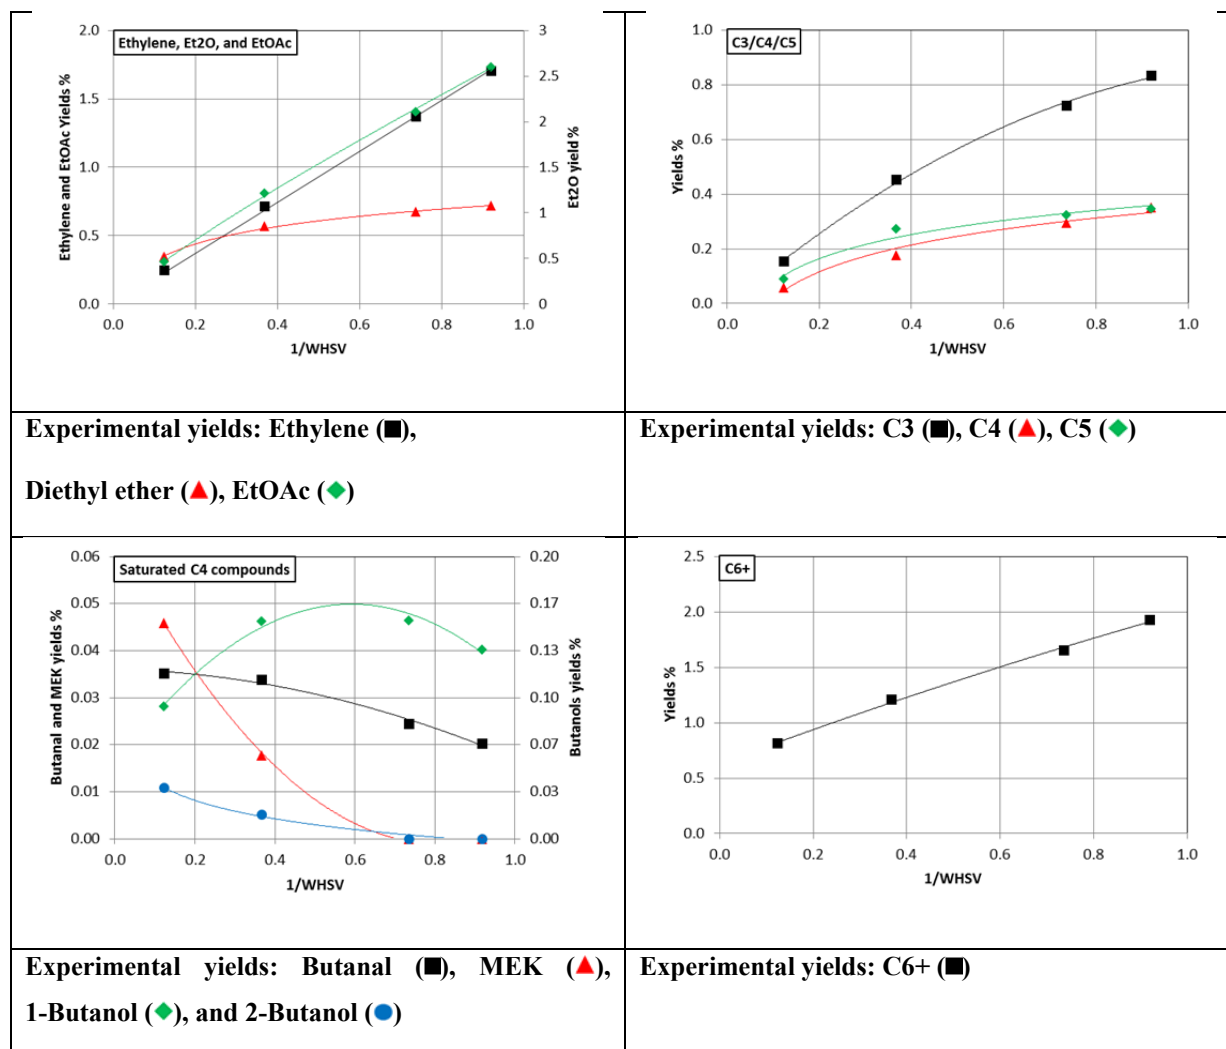 Ethylene, Et2O, and EtOAc
Ethylene and EtOAc Yields %
2.0
1.5
1.0
0.5
0.0
3
2.5
2
1.5
1
0.5
0
Et2O yield %
0.0 0.2 0.4 0.6 0.8 1.0
1/WHSV
C3/C4/C5
Yields %
1.0
0.8
0.6
0.4
0.2
0.0
0.0 0.2 0.4 0.6 0.8 1.0
1/WHSV
Experimental yields: Ethylene (■),
Diethyl ether (▲), EtOAc (◆)
Experimental yields: C3 (■), C4 (▲), C5 (◆)
Saturated C4 compounds
Butanal and MEK yields %
0.06
0.05
0.04
0.03
0.02
0.01
0.00
0.20
0.17
0.13
0.10
0.07
0.03
0.00
Butanols yields %
0.0 0.2 0.4 0.6 0.8 1.0
1/WHSV
C6+
Yields %
2.5
2.0
1.5
1.0
0.5
0.0
0.0 0.2 0.4 0.6 0.8 1.0
1/WHSV
Experimental yields: Butanal (■), MEK (▲),
1-Butanol (◆), and 2-Butanol (●)
Experimental yields: C6+ (■)